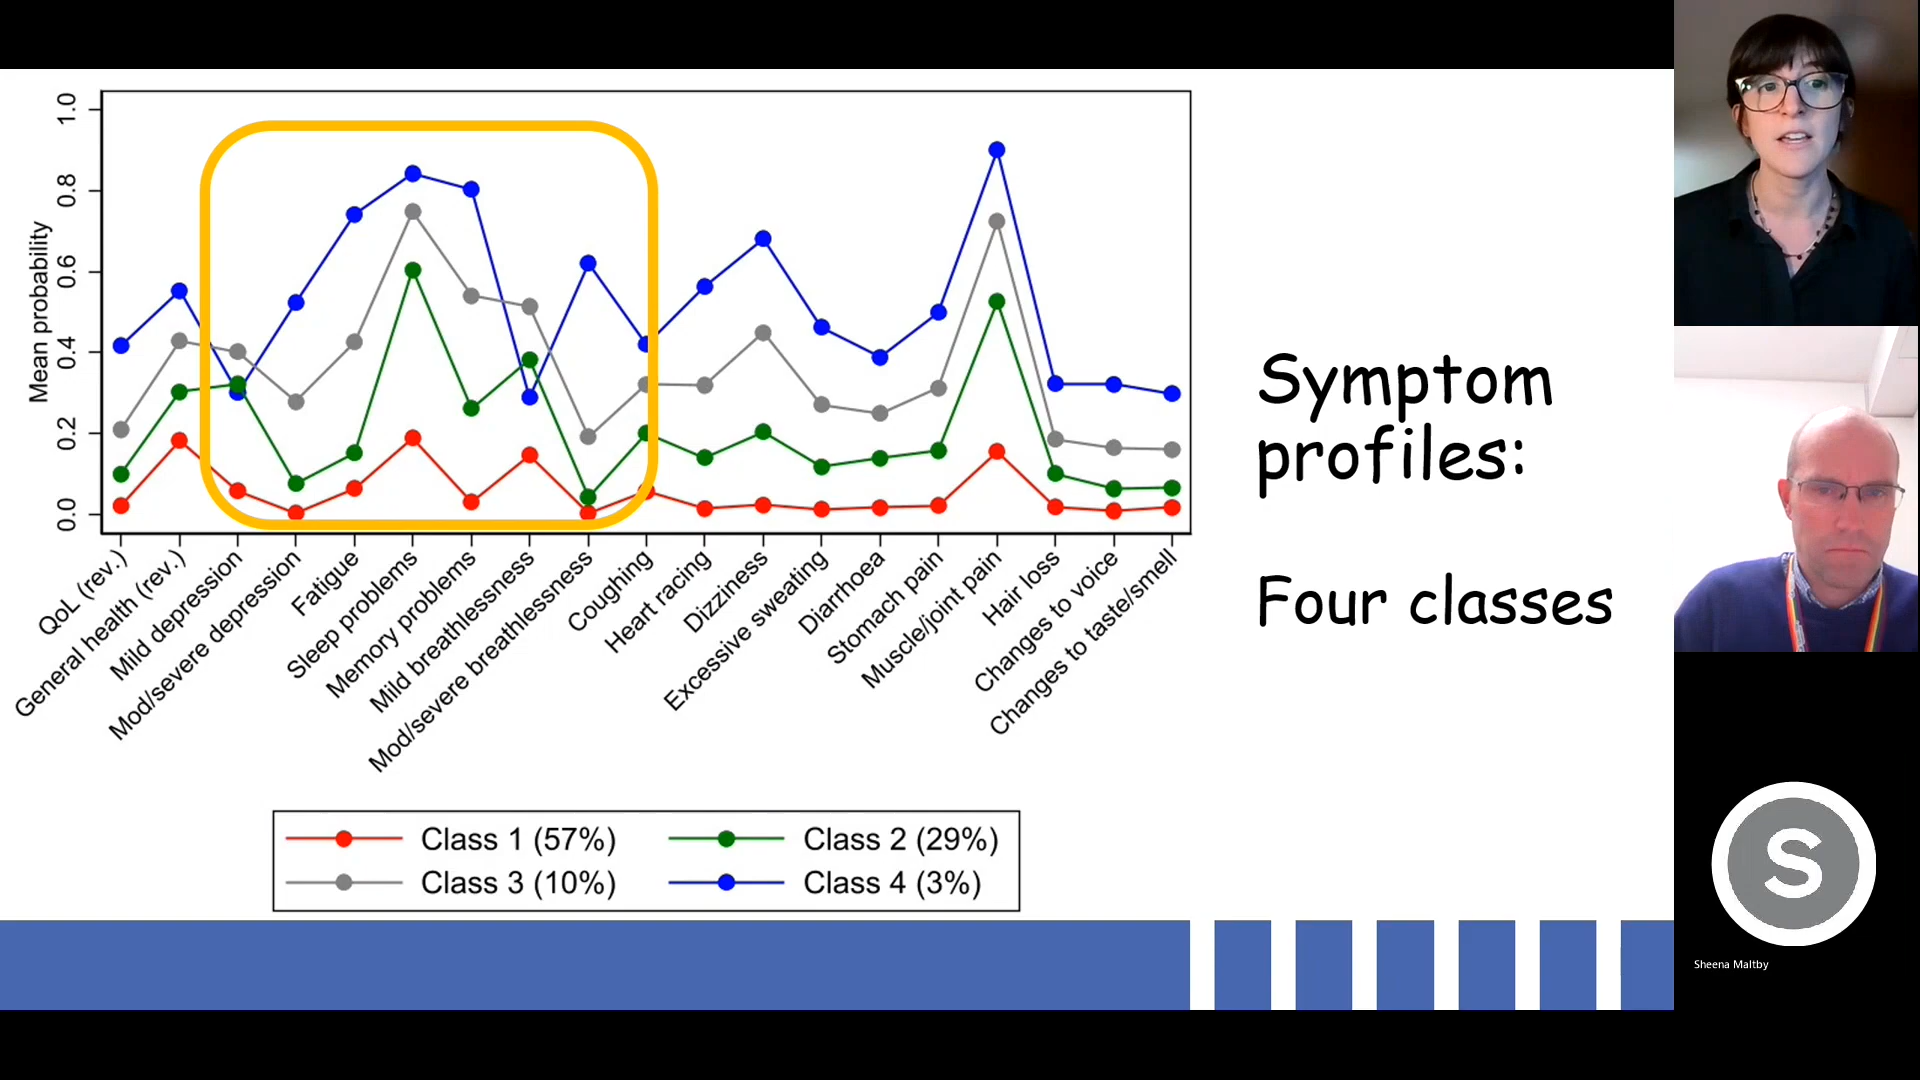 1.0
0.8
0.6
0.4
0.2
0.0
Mean probability
QoL (rev.)
General health (rev.)
Mild depression
Mod/severe depression
Fatigue
Sleep problems
Memory problems
Mild breathlessness
Mod/severe breathlessness
Coughing
Heart racing
Dizziness
Excessive sweating
Diarrhoea
Stomach pain
Muscle/joint pain
Hair loss
Changes to voice
Changes to taste/smell
Class 1 (57%)
Class 2 (29%)
Class 3 (10%)
Class 4 (3%)
Symptom
profiles:
Four classes
S
Sheena Maltby